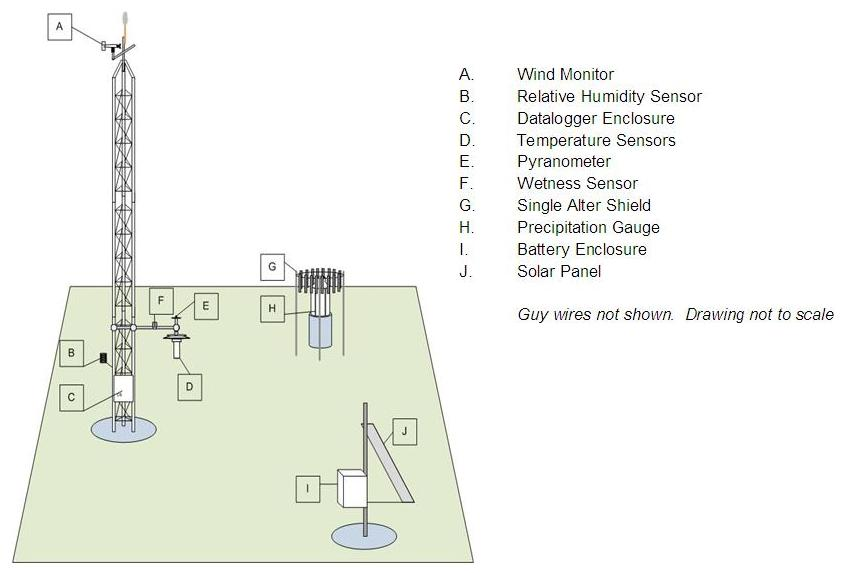 A
A. Wind Monitor
B. Relative Humidity Sensor
C. Datalogger Enclosure
D. Temperature Sensors
E. Pyranometer
F. Wetness Sensor
G. Single Alter Shield
H. Precipitation Gauge
I. Battery Enclosure
J. Solar Panel
Guy wires not shown. Drawing not to scale
G
F
E
H
B
D
C
J
I